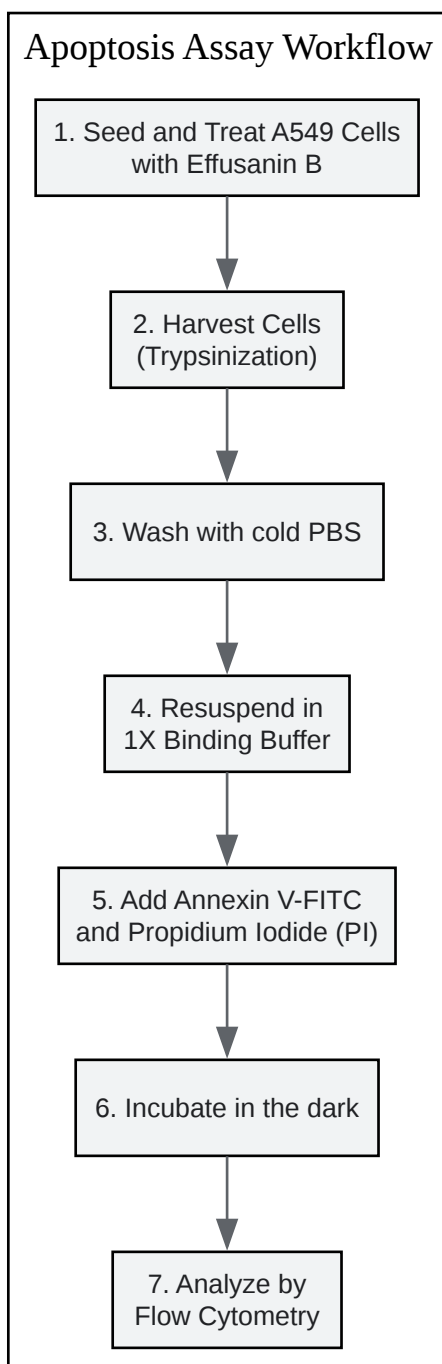 Apoptosis Assay Workflow
1. Seed and Treat A549 Cells
with Effusanin B
2. Harvest Cells
(Trypsinization)
3. Wash with cold PBS
4. Resuspend in
1X Binding Buffer
5. Add Annexin V-FITC
and Propidium Iodide (PI)
6. Incubate in the dark
7. Analyze by
Flow Cytometry